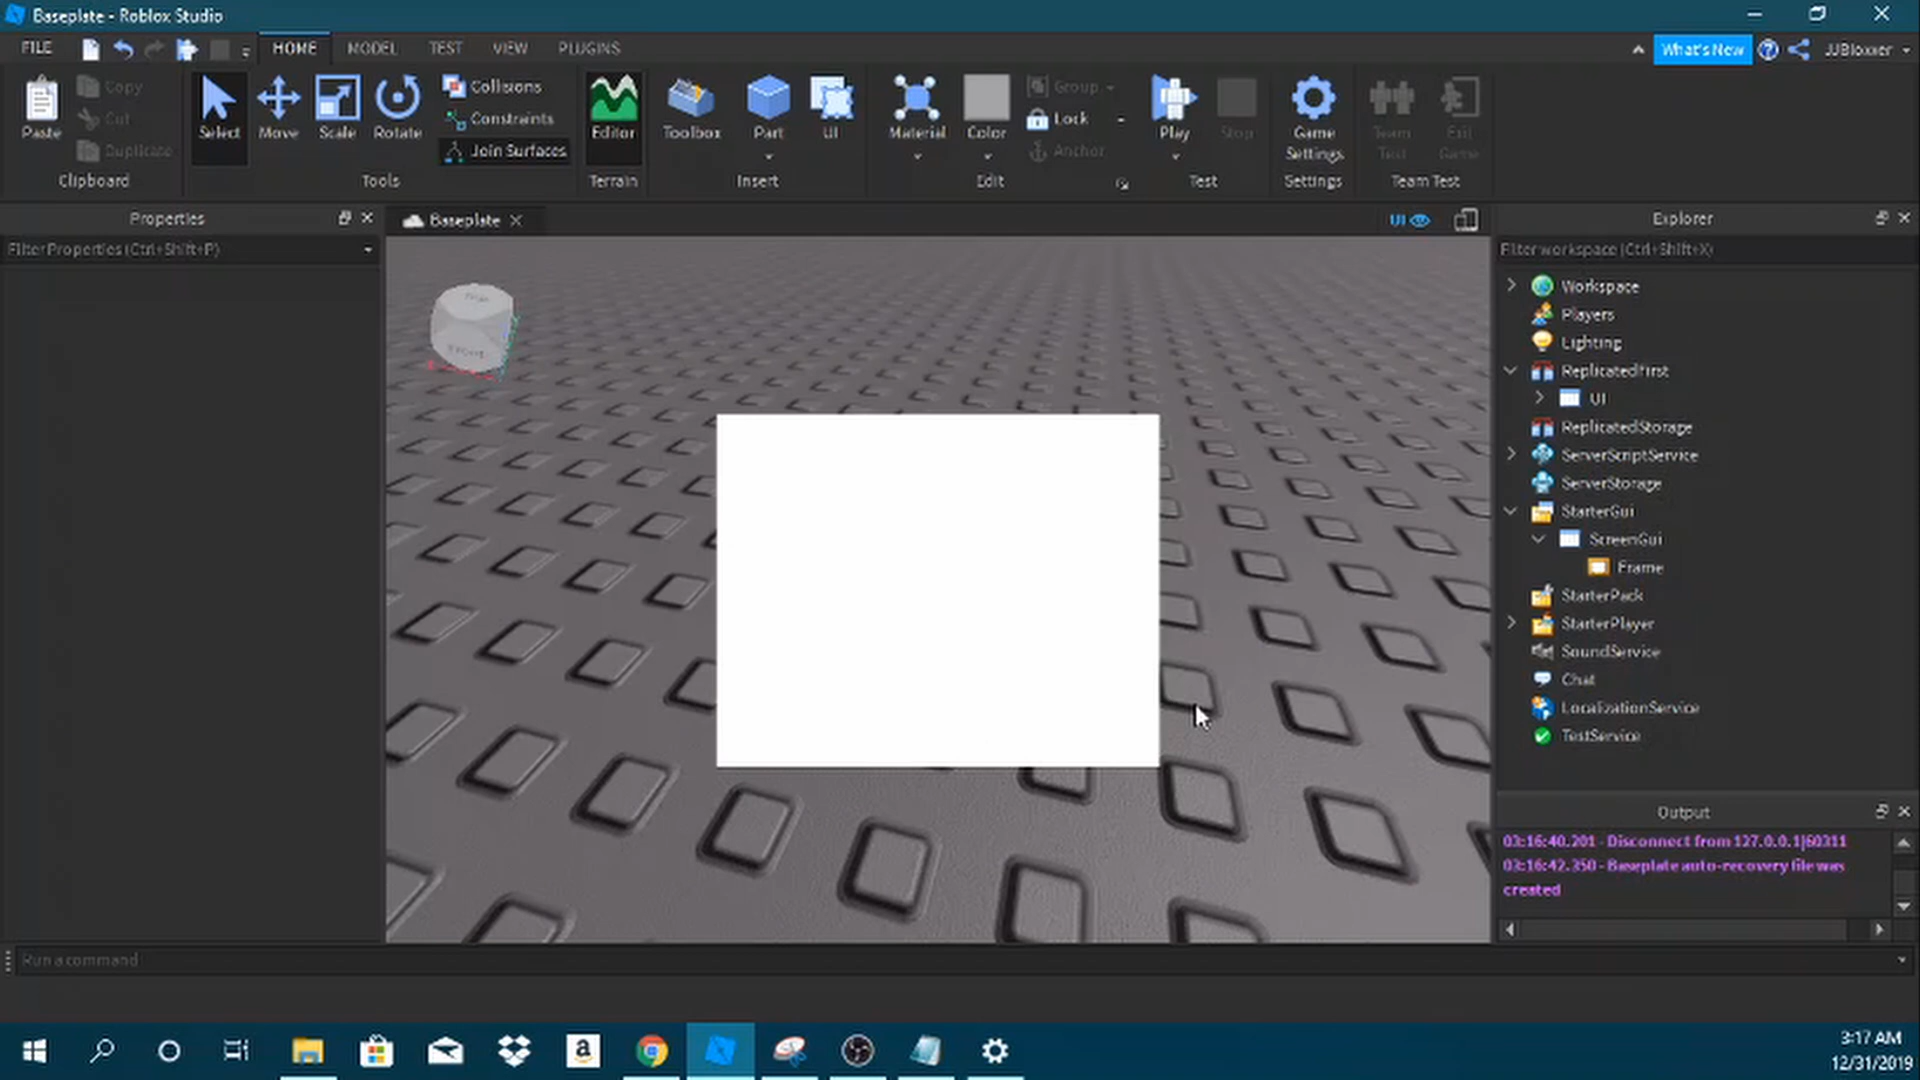 Baseplate - Roblox Studio
FILE
HOME
MODEL
TEST
VIEW
PLUGINS
What's New
JJBloxxer
Paste
Copy
Cut
Duplicate
Clipboard
Select
Move
Scale
Rotate
Collisions
Constraints
Join Surfaces
Tools
Editor
Terrain
Toolbox
Part
UI
Insert
Material
Color
Group
Lock
Anchor
Edit
Play
Stop
Test
Game
Settings
Settings
Team
Test
Exit
Game
Team Test
Properties
Filter Properties (Ctrl+Shift+P)
Baseplate
UI
TOP
FRONT
Explorer
Filter workspace (Ctrl+Shift+X)
Workspace
Players
Lighting
ReplicatedFirst
UI
ReplicatedStorage
ServerScriptService
ServerStorage
StarterGui
ScreenGui
Frame
StarterPack
StarterPlayer
SoundService
Chat
LocalizationService
TestService
Output
03:16:40.201 - Disconnect from 127.0.0.1|60311
03:16:42.350 - Baseplate auto-recovery file was
created
Run a command
a
3:17 AM
12/31/2019